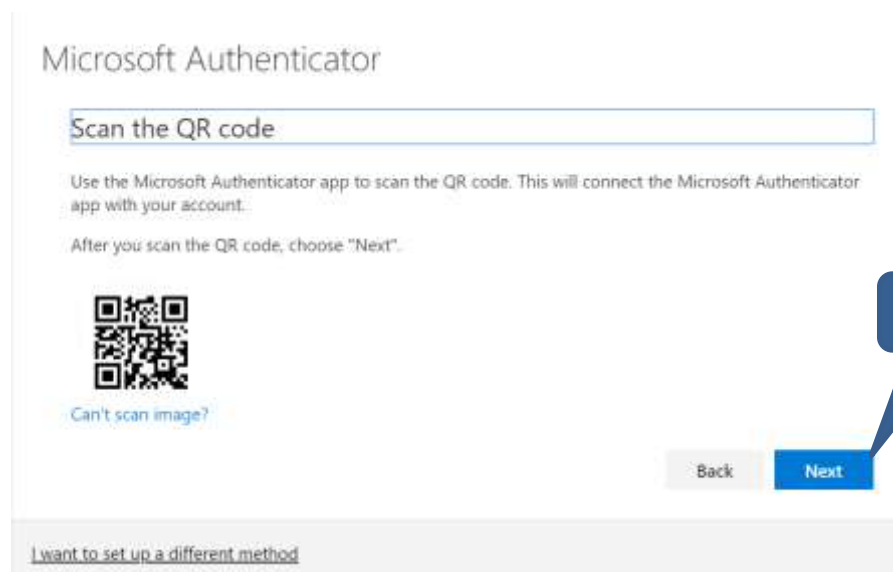 Microsoft Authenticator
Scan the QR code
Use the Microsoft Authenticator app to scan the QR code. This will connect the Microsoft Authenticator
app with your account.
After you scan the QR code, choose "Next".
Can't scan image?
Back Next
I want to set up a different method